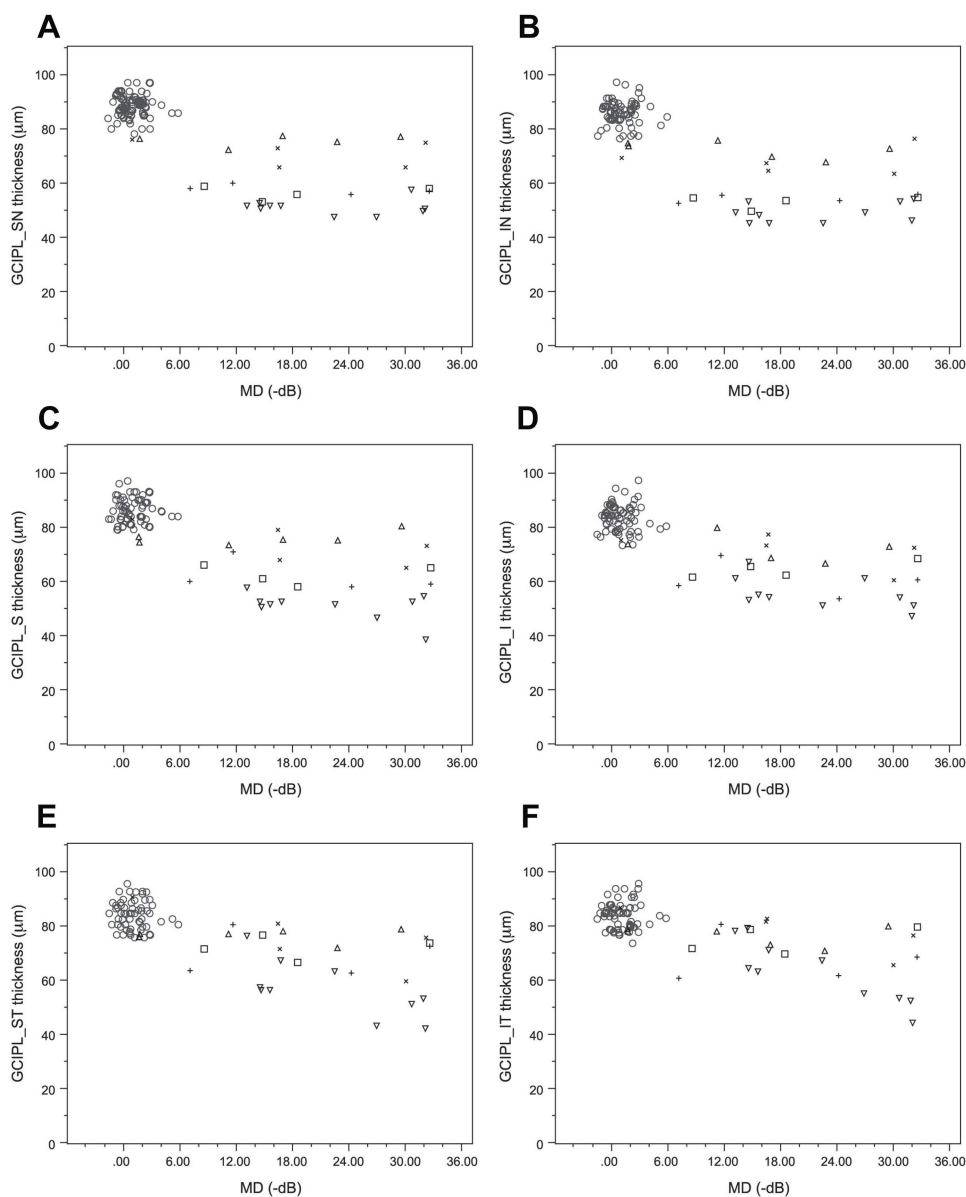 A
GCIPL_SN thickness (µm)
100
80
60
40
20
0
.00 6.00 12.00 18.00 24.00 30.00 36.00
MD (-dB)
B
GCIPL_IN thickness (µm)
100
80
60
40
20
0
.00 6.00 12.00 18.00 24.00 30.00 36.00
MD (-dB)
C
GCIPL_S thickness (µm)
100
80
60
40
20
0
.00 6.00 12.00 18.00 24.00 30.00 36.00
MD (-dB)
D
GCIPL_I thickness (µm)
100
80
60
40
20
0
.00 6.00 12.00 18.00 24.00 30.00 36.00
MD (-dB)
E
GCIPL_ST thickness (µm)
100
80
60
40
20
0
.00 6.00 12.00 18.00 24.00 30.00 36.00
MD (-dB)
F
GCIPL_IT thickness (µm)
100
80
60
40
20
0
.00 6.00 12.00 18.00 24.00 30.00 36.00
MD (-dB)